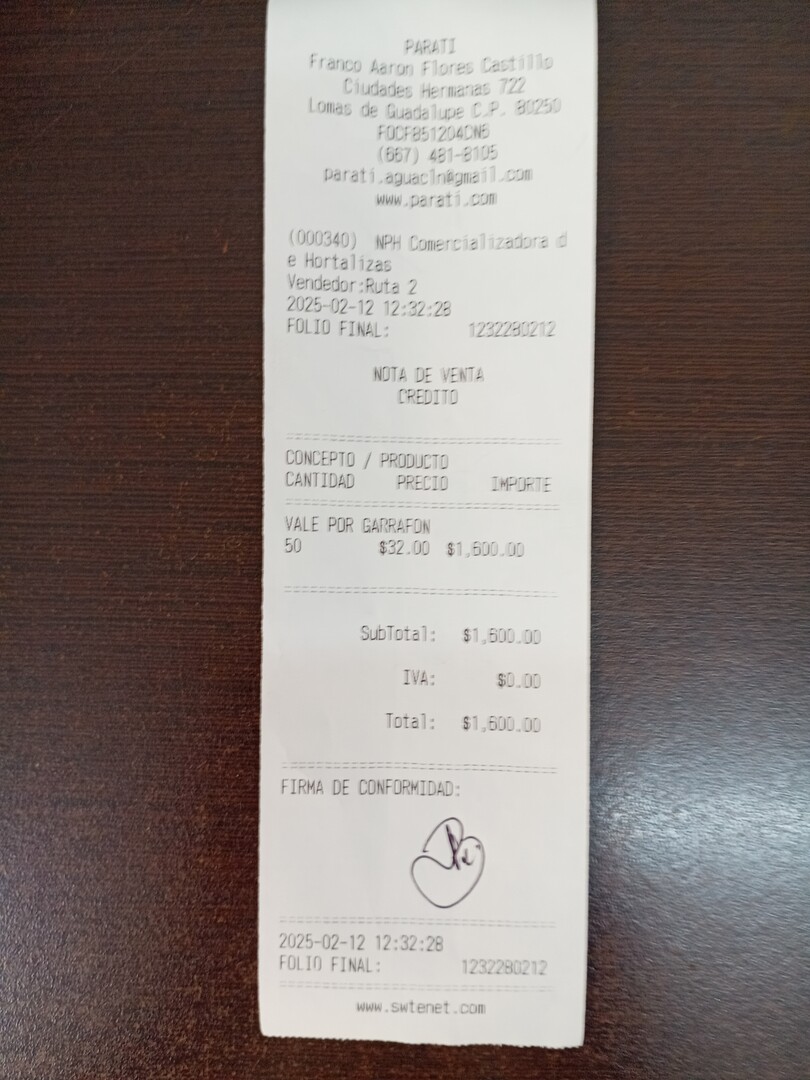 PARATI
Franco Aaron Flores Castillo
Ciudades Hermanas 722
Lomas de Guadalupe C.P. 80250
FOCF851204DN6
(667) 481-8105
parati.aguacln@gmail.com
www.parati.com
(000340) NPH Comercializadora d
e Hortalizas
Vendedor:Ruta 2
2025-02-12 12:32:28
FOLIO FINAL: 1232280212
NOTA DE VENTA
CREDITO
CONCEPTO / PRODUCTO
CANTIDAD PRECIO IMPORTE
VALE POR GARRAFON
50 $32.00 $1,600.00
SubTotal: $1,600.00
IVA: $0.00
Total: $1,600.00
FIRMA DE CONFORMIDAD:
2025-02-12 12:32:28
FOLIO FINAL: 1232280212
www.swtenet.com